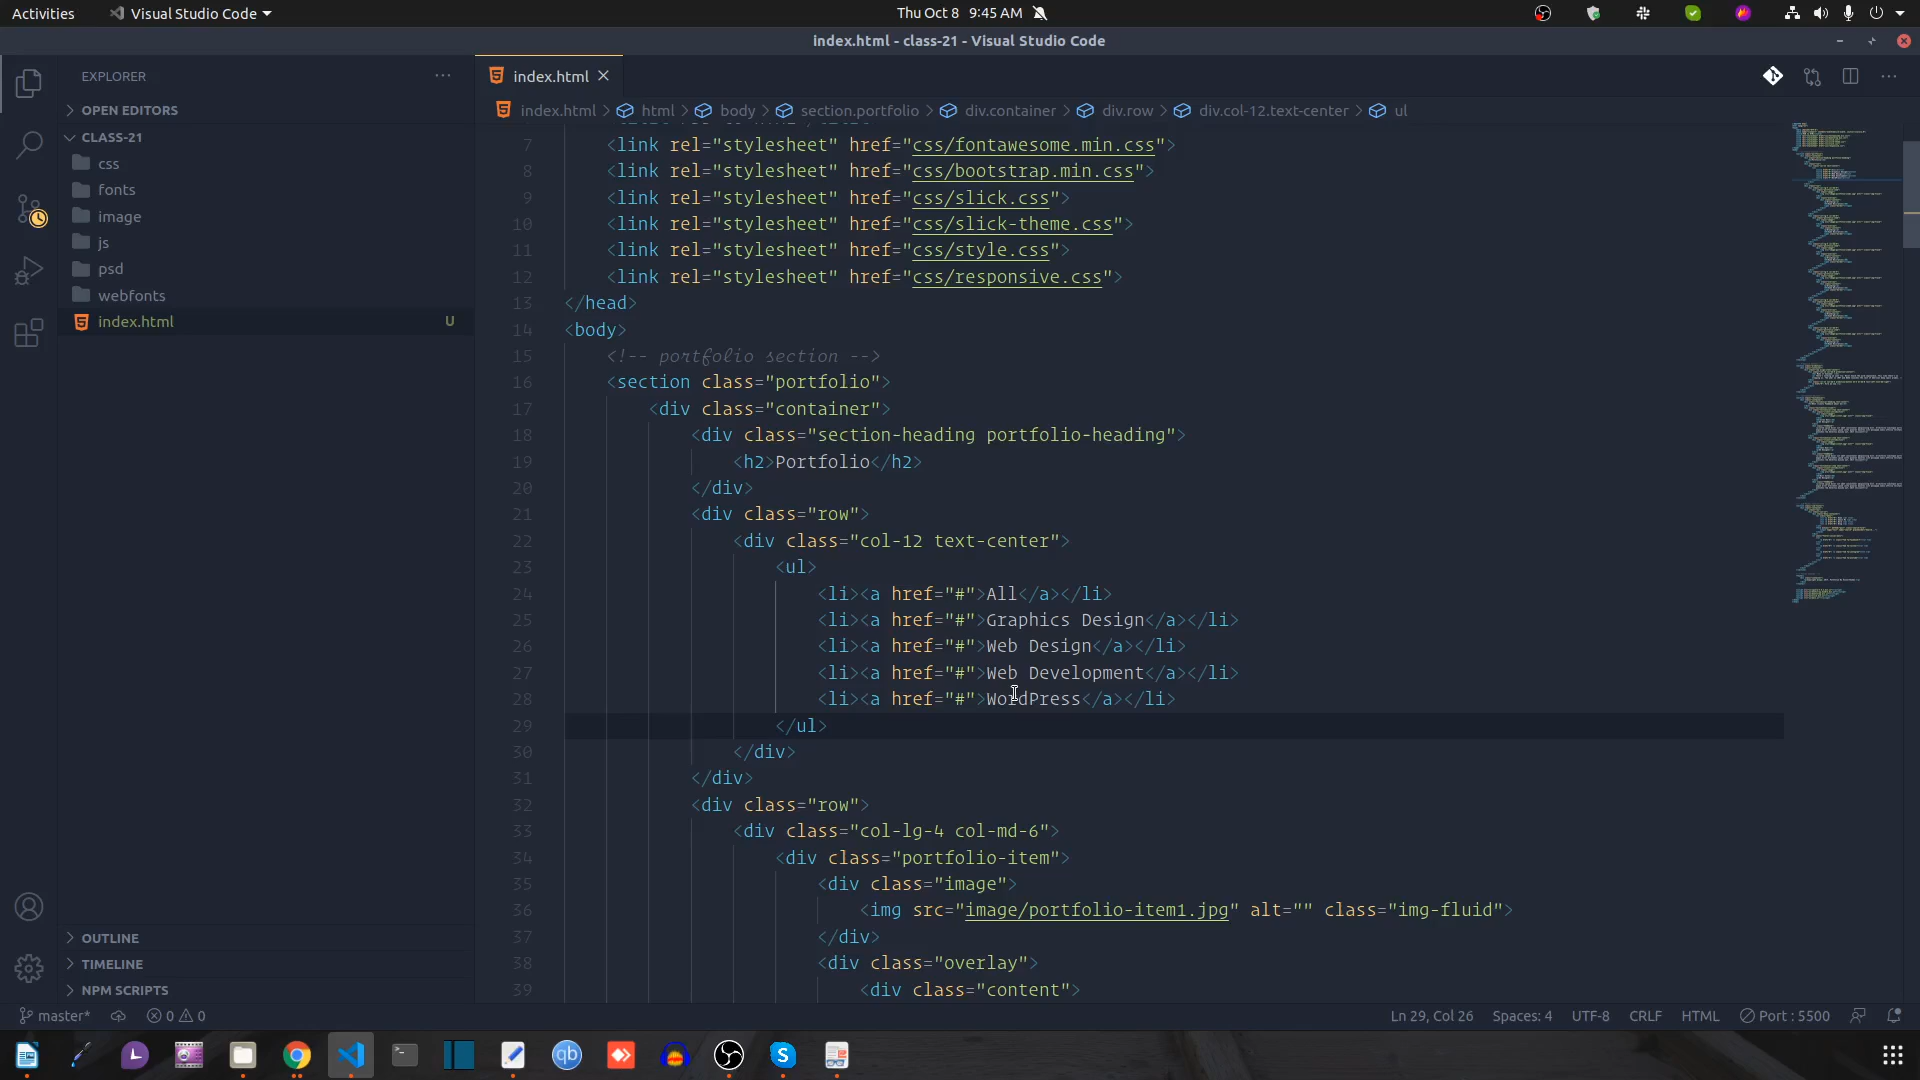 Activities
Visual Studio Code
Thu Oct 8 9:45 AM
index.html - class-21 - Visual Studio Code
EXPLORER
OPEN EDITORS
CLASS-21
css
fonts
image
js
psd
webfonts
index.html U
OUTLINE
TIMELINE
NPM SCRIPTS
index.html
index.html > html > body > section.portfolio > div.container > div.row > div.col-12.text-center > ul
7 <link rel="stylesheet" href="css/fontawesome.min.css">
8 <link rel="stylesheet" href="css/bootstrap.min.css">
9 <link rel="stylesheet" href="css/slick.css">
10 <link rel="stylesheet" href="css/slick-theme.css">
11 <link rel="stylesheet" href="css/style.css">
12 <link rel="stylesheet" href="css/responsive.css">
13 </head>
14 <body>
15 <!-- portfolio section -->
16 <section class="portfolio">
17 <div class="container">
18 <div class="section-heading portfolio-heading">
19 <h2>Portfolio</h2>
20 </div>
21 <div class="row">
22 <div class="col-12 text-center">
23 <ul>
24 <li><a href="#">All</a></li>
25 <li><a href="#">Graphics Design</a></li>
26 <li><a href="#">Web Design</a></li>
27 <li><a href="#">Web Development</a></li>
28 <li><a href="#">WordPress</a></li>
29 </ul>
30 </div>
31 </div>
32 <div class="row">
33 <div class="col-lg-4 col-md-6">
34 <div class="portfolio-item">
35 <div class="image">
36 <img src="image/portfolio-item1.jpg" alt="" class="img-fluid">
37 </div>
38 <div class="overlay">
39 <div class="content">
master* 0 0 Ln 29, Col 26 Spaces: 4 UTF-8 CRLF HTML Port : 5500
qb